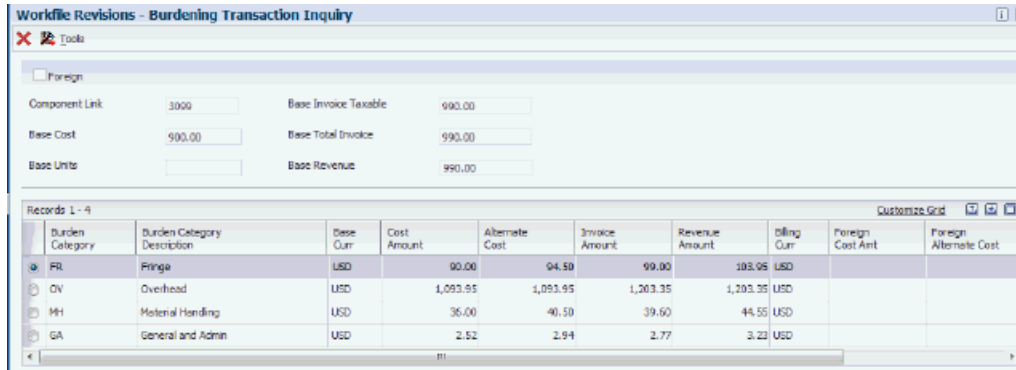 Workfile Revisions - Burdening Transaction Inquiry
Tools
Foreign
Component Link 3099 Base Invoice Taxable 990.00
Base Cost 900.00 Base Total Invoice 990.00
Base Units Base Revenue 990.00
Records 1 - 4 Customize Grid
Burden Category Burden Category Description Base Curr Cost Amount Alternate Cost Invoice Amount Revenue Amount Billing Curr Foreign Cost Amt Foreign Alternate Cost
FR Fringe USD 90.00 94.50 99.00 103.95 USD
OV Overhead USD 1,093.95 1,093.95 1,203.35 1,203.35 USD
MH Material Handling USD 36.00 40.50 39.60 44.55 USD
GA General and Admin USD 2.52 2.94 2.77 3.23 USD